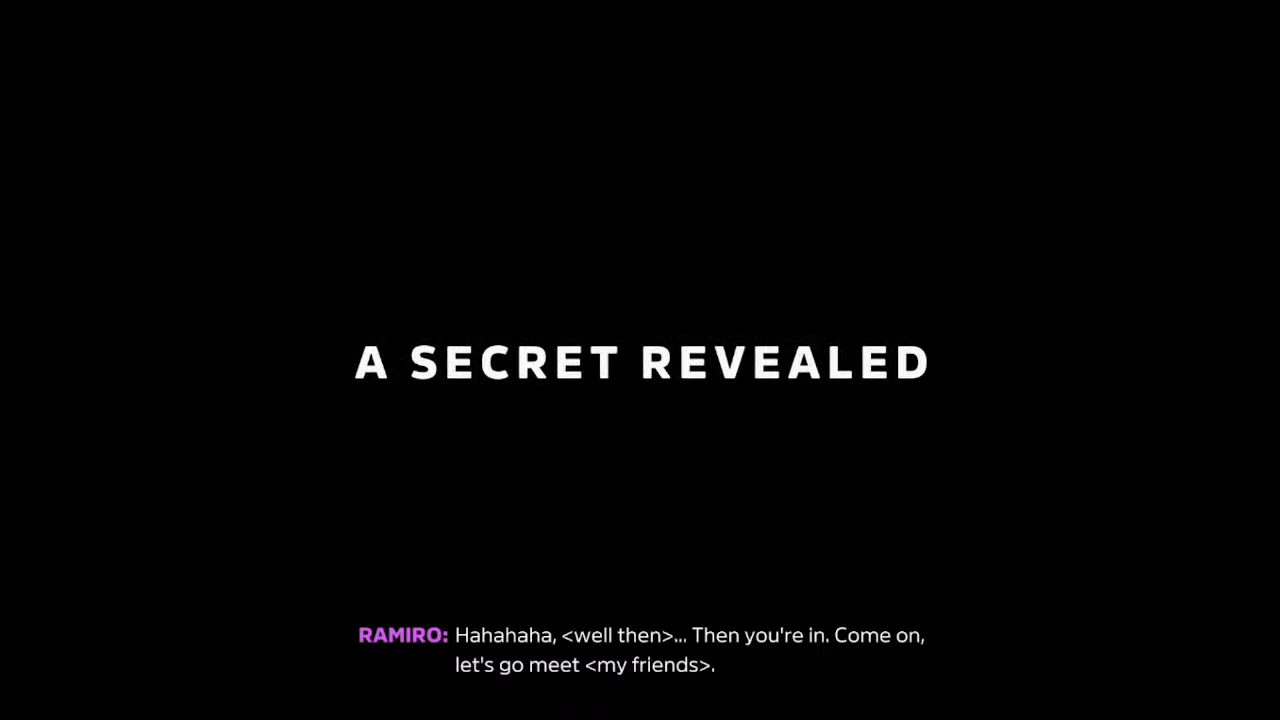 A SECRET REVEALED
RAMIRO: Hahahaha, <well then>... Then you're in. Come on,
let's go meet <my friends>.